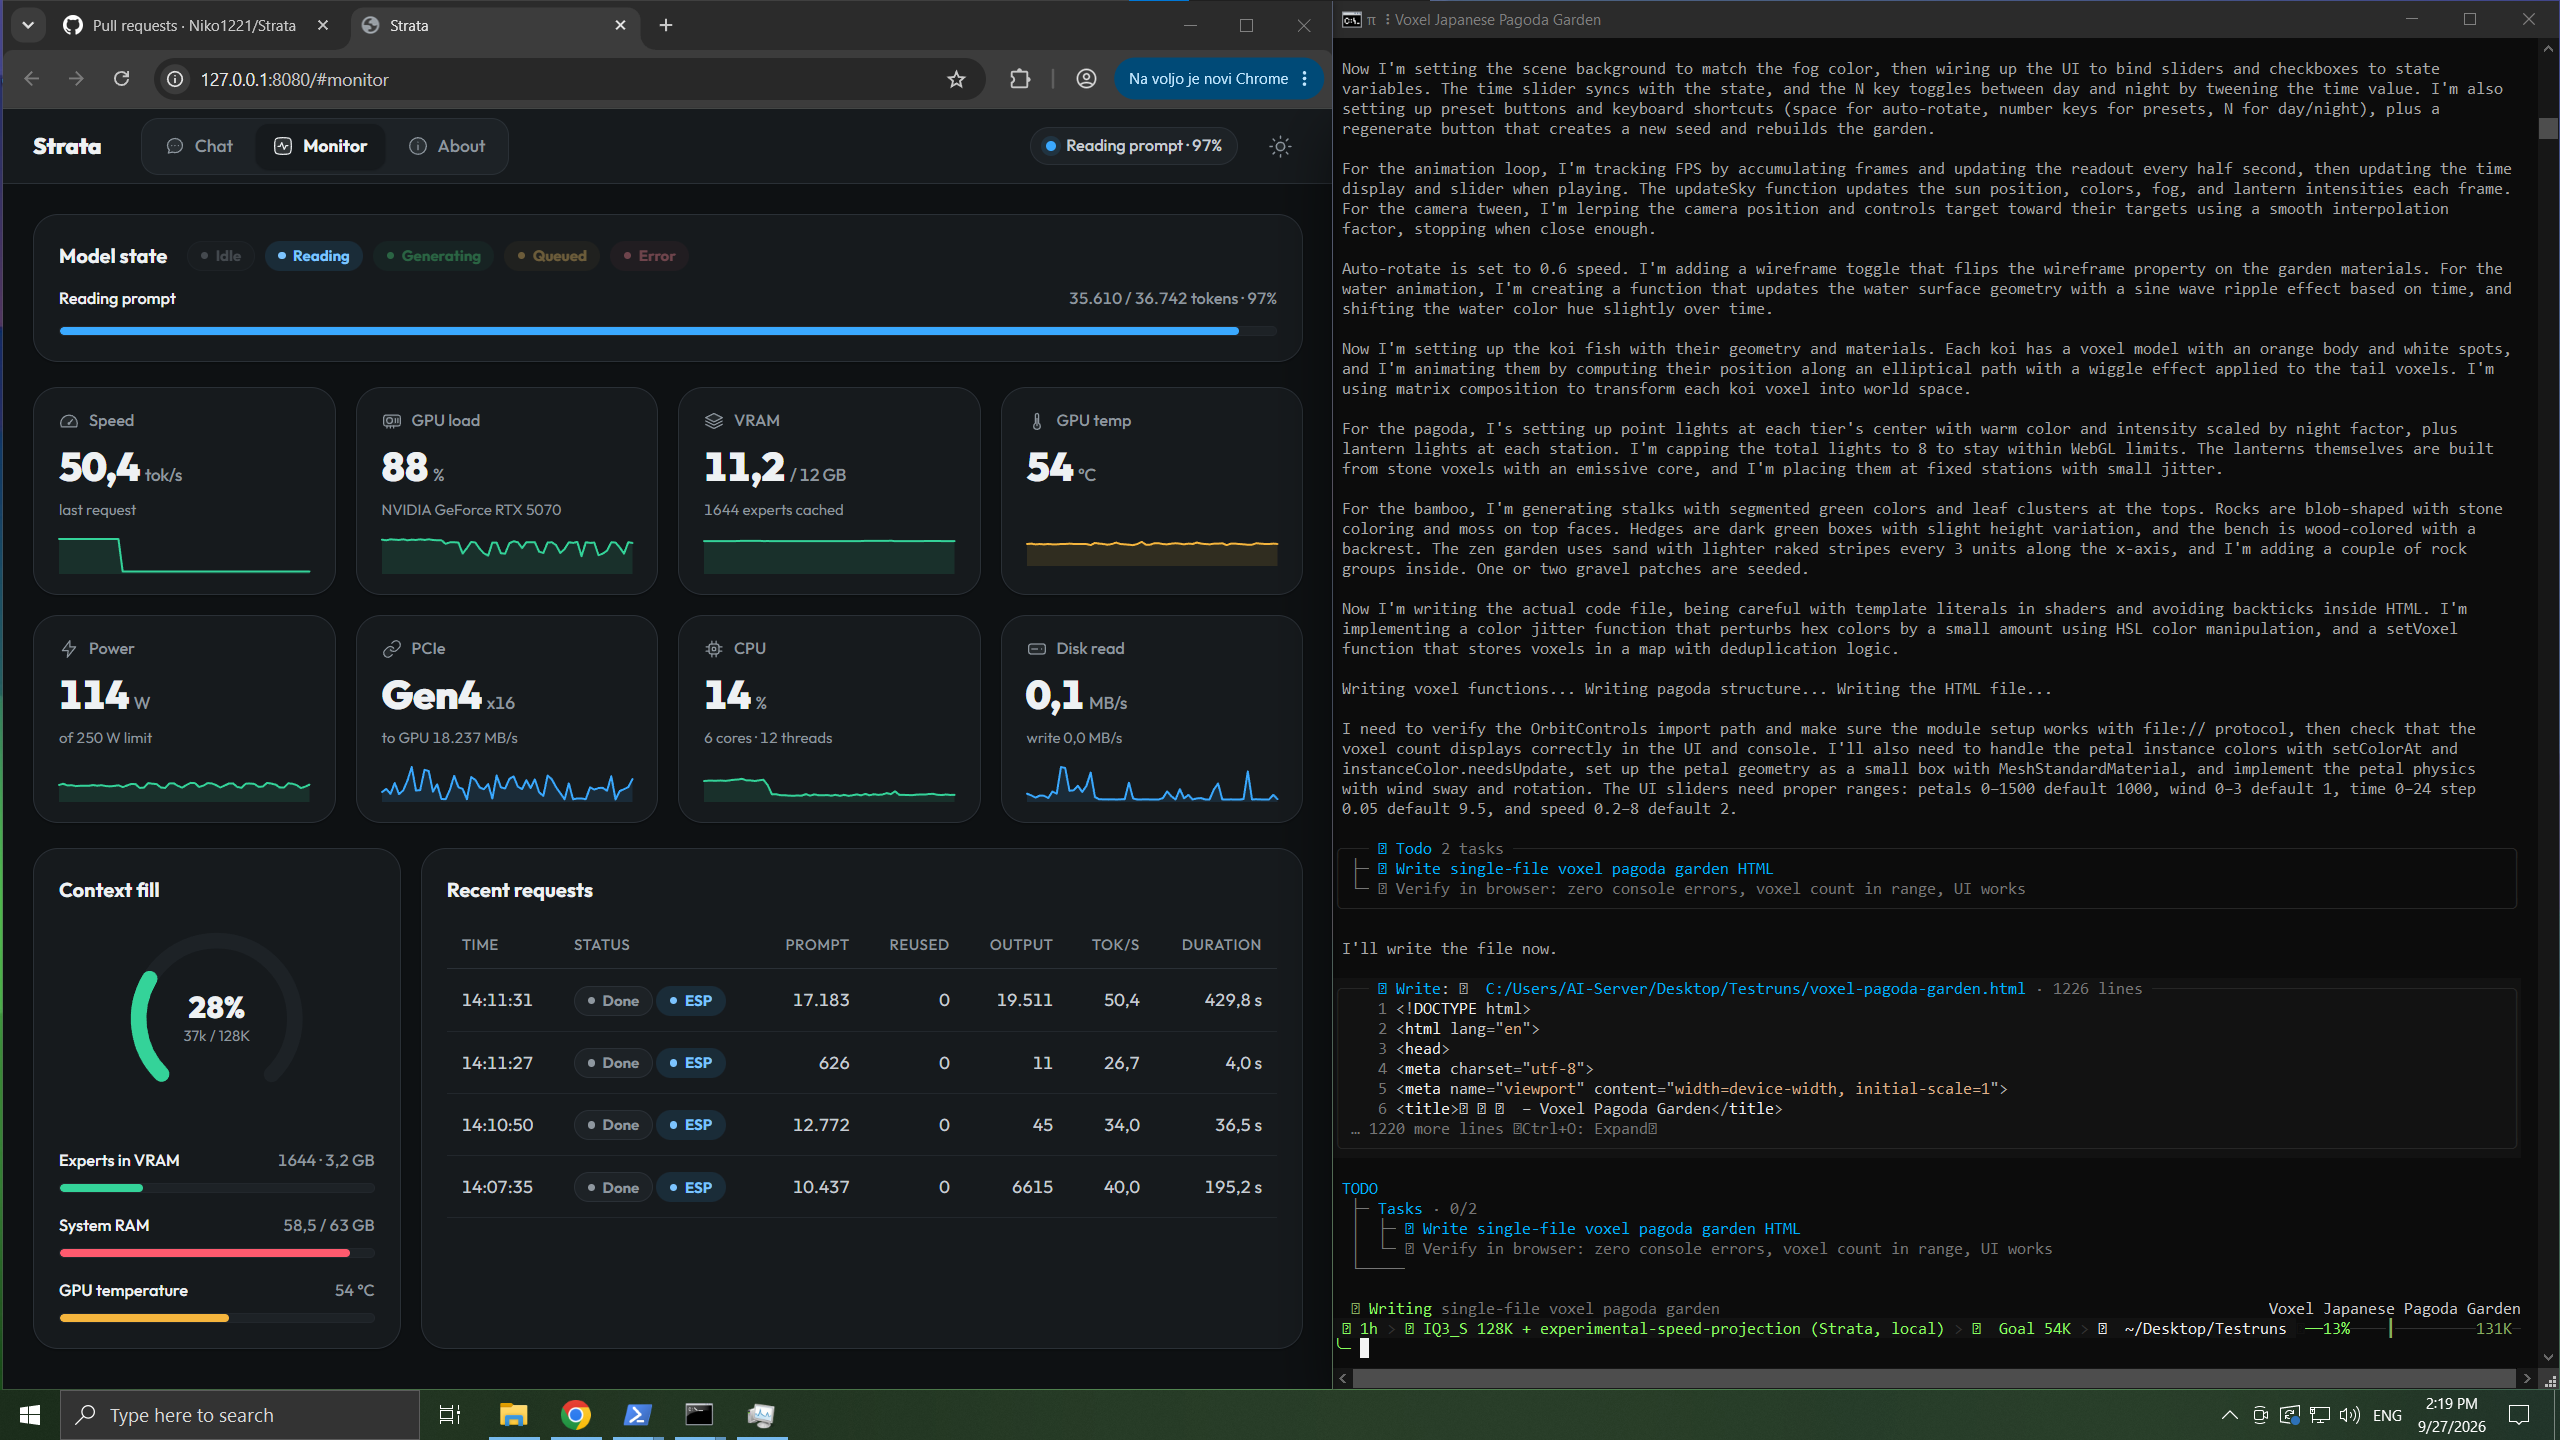 Pull requests · Niko1221/Strata
Strata
127.0.0.1:8080/#monitor
Na voljo je novi Chrome
Strata
Chat
Monitor
About
Reading prompt · 97%
Model state
Idle
Reading
Generating
Queued
Error
Reading prompt
35.610 / 36.742 tokens · 97%
Speed
50,4 tok/s
last request
GPU load
88 %
NVIDIA GeForce RTX 5070
VRAM
11,2 / 12 GB
1644 experts cached
GPU temp
54 °C
Power
114 W
of 250 W limit
PCIe
Gen4 x16
to GPU 18.237 MB/s
CPU
14 %
6 cores · 12 threads
Disk read
0,1 MB/s
write 0,0 MB/s
Context fill
28%
37k / 128K
Experts in VRAM 1644 · 3,2 GB
System RAM 58,5 / 63 GB
GPU temperature 54 °C
Recent requests
TIME STATUS PROMPT REUSED OUTPUT TOK/S DURATION
14:11:31 Done ESP 17.183 0 19.511 50,4 429,8 s
14:11:27 Done ESP 626 0 11 26,7 4,0 s
14:10:50 Done ESP 12.772 0 45 34,0 36,5 s
14:07:35 Done ESP 10.437 0 6615 40,0 195,2 s
π ⋮ Voxel Japanese Pagoda Garden
Now I'm setting the scene background to match the fog color, then wiring up the UI to bind sliders and checkboxes to state
variables. The time slider syncs with the state, and the N key toggles between day and night by tweening the time value. I'm also
setting up preset buttons and keyboard shortcuts (space for auto-rotate, number keys for presets, N for day/night), plus a
regenerate button that creates a new seed and rebuilds the garden.
For the animation loop, I'm tracking FPS by accumulating frames and updating the readout every half second, then updating the time
display and slider when playing. The updateSky function updates the sun position, colors, fog, and lantern intensities each frame.
For the camera tween, I'm lerping the camera position and controls target toward their targets using a smooth interpolation
factor, stopping when close enough.
Auto-rotate is set to 0.6 speed. I'm adding a wireframe toggle that flips the wireframe property on the garden materials. For the
water animation, I'm creating a function that updates the water surface geometry with a sine wave ripple effect based on time, and
shifting the water color hue slightly over time.
Now I'm setting up the koi fish with their geometry and materials. Each koi has a voxel model with an orange body and white spots,
and I'm animating them by computing their position along an elliptical path with a wiggle effect applied to the tail voxels. I'm
using matrix composition to transform each koi voxel into world space.
For the pagoda, I's setting up point lights at each tier's center with warm color and intensity scaled by night factor, plus
lantern lights at each station. I'm capping the total lights to 8 to stay within WebGL limits. The lanterns themselves are built
from stone voxels with an emissive core, and I'm placing them at fixed stations with small jitter.
For the bamboo, I'm generating stalks with segmented green colors and leaf clusters at the tops. Rocks are blob-shaped with stone
coloring and moss on top faces. Hedges are dark green boxes with slight height variation, and the bench is wood-colored with a
backrest. The zen garden uses sand with lighter raked stripes every 3 units along the x-axis, and I'm adding a couple of rock
groups inside. One or two gravel patches are seeded.
Now I'm writing the actual code file, being careful with template literals in shaders and avoiding backticks inside HTML. I'm
implementing a color jitter function that perturbs hex colors by a small amount using HSL color manipulation, and a setVoxel
function that stores voxels in a map with deduplication logic.
Writing voxel functions... Writing pagoda structure... Writing the HTML file...
I need to verify the OrbitControls import path and make sure the module setup works with file:// protocol, then check that the
voxel count displays correctly in the UI and console. I'll also need to handle the petal instance colors with setColorAt and
instanceColor.needsUpdate, set up the petal geometry as a small box with MeshStandardMaterial, and implement the petal physics
with wind sway and rotation. The UI sliders need proper ranges: petals 0–1500 default 1000, wind 0–3 default 1, time 0–24 step
0.05 default 9.5, and speed 0.2–8 default 2.
Todo 2 tasks
Write single-file voxel pagoda garden HTML
Verify in browser: zero console errors, voxel count in range, UI works
I'll write the file now.
Write: C:/Users/AI-Server/Desktop/Testruns/voxel-pagoda-garden.html · 1226 lines
1 <!DOCTYPE html>
2 <html lang="en">
3 <head>
4 <meta charset="utf-8">
5 <meta name="viewport" content="width=device-width, initial-scale=1">
6 <title> – Voxel Pagoda Garden</title>
… 1220 more lines Ctrl+O: Expand
TODO
Tasks · 0/2
Write single-file voxel pagoda garden HTML
Verify in browser: zero console errors, voxel count in range, UI works
Writing single-file voxel pagoda garden Voxel Japanese Pagoda Garden
1h > IQ3_S 128K + experimental-speed-projection (Strata, local) > Goal 54K > ~/Desktop/Testruns 13% 131K
Type here to search
ENG
2:19 PM
9/27/2026